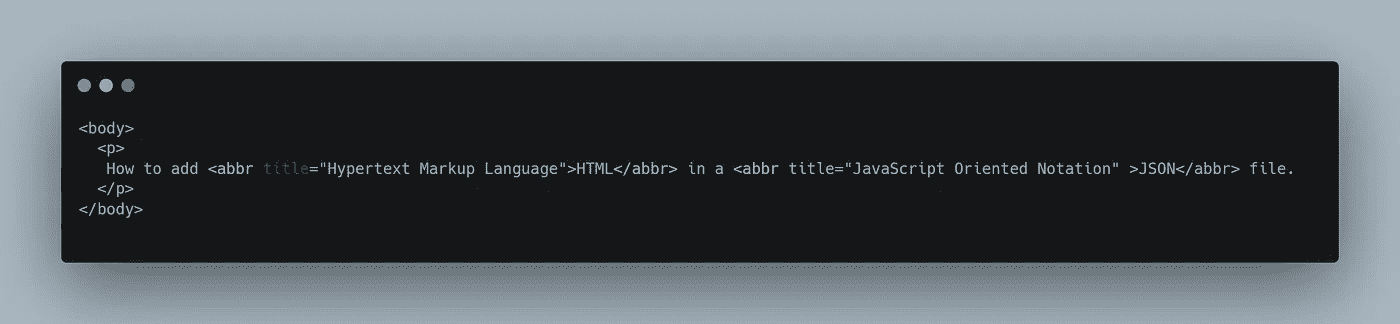 <body>
<p>
How to add <abbr title="Hypertext Markup Language">HTML</abbr> in a <abbr title="JavaScript Oriented Notation" >JSON</abbr> file.
</p>
</body>